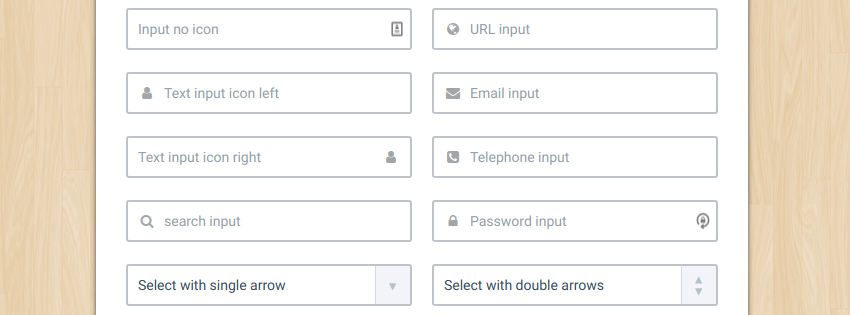 Input no icon
URL input
Text input icon left
Email input
Text input icon right
Telephone input
search input
Password input
Select with single arrow
Select with double arrows